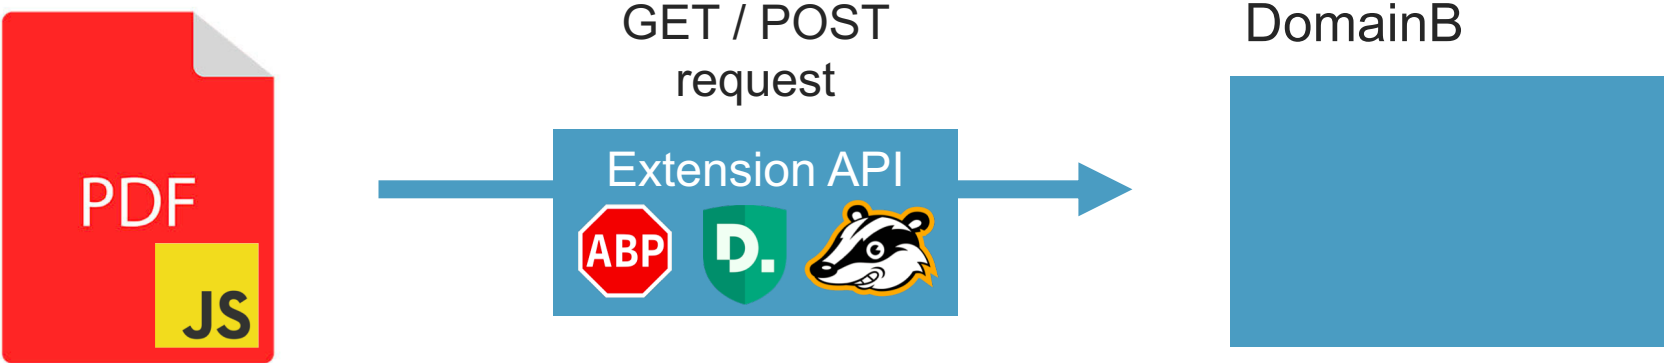 GET / POST
request
DomainB
Extension API
PDF
JS
ABP
D.